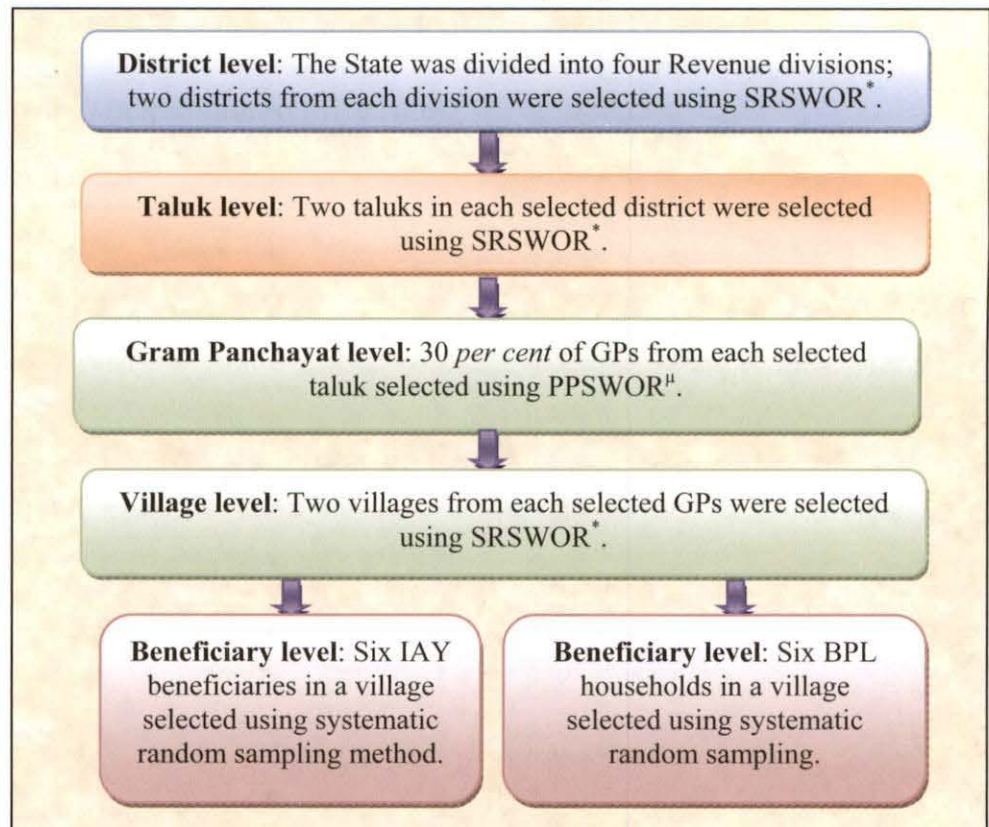 District level: The State was divided into four Revenue divisions;
two districts from each division were selected using SRSWOR*.
Taluk level: Two taluks in each selected district were selected
using SRSWOR*.
Gram Panchayat level: 30 per cent of GPs from each selected
taluk selected using PPSWORµ.
Village level: Two villages from each selected GPs were selected
using SRSWOR*.
Beneficiary level: Six IAY
beneficiaries in a village
selected using systematic
random sampling method.
Beneficiary level: Six BPL
households in a village
selected using systematic
random sampling.